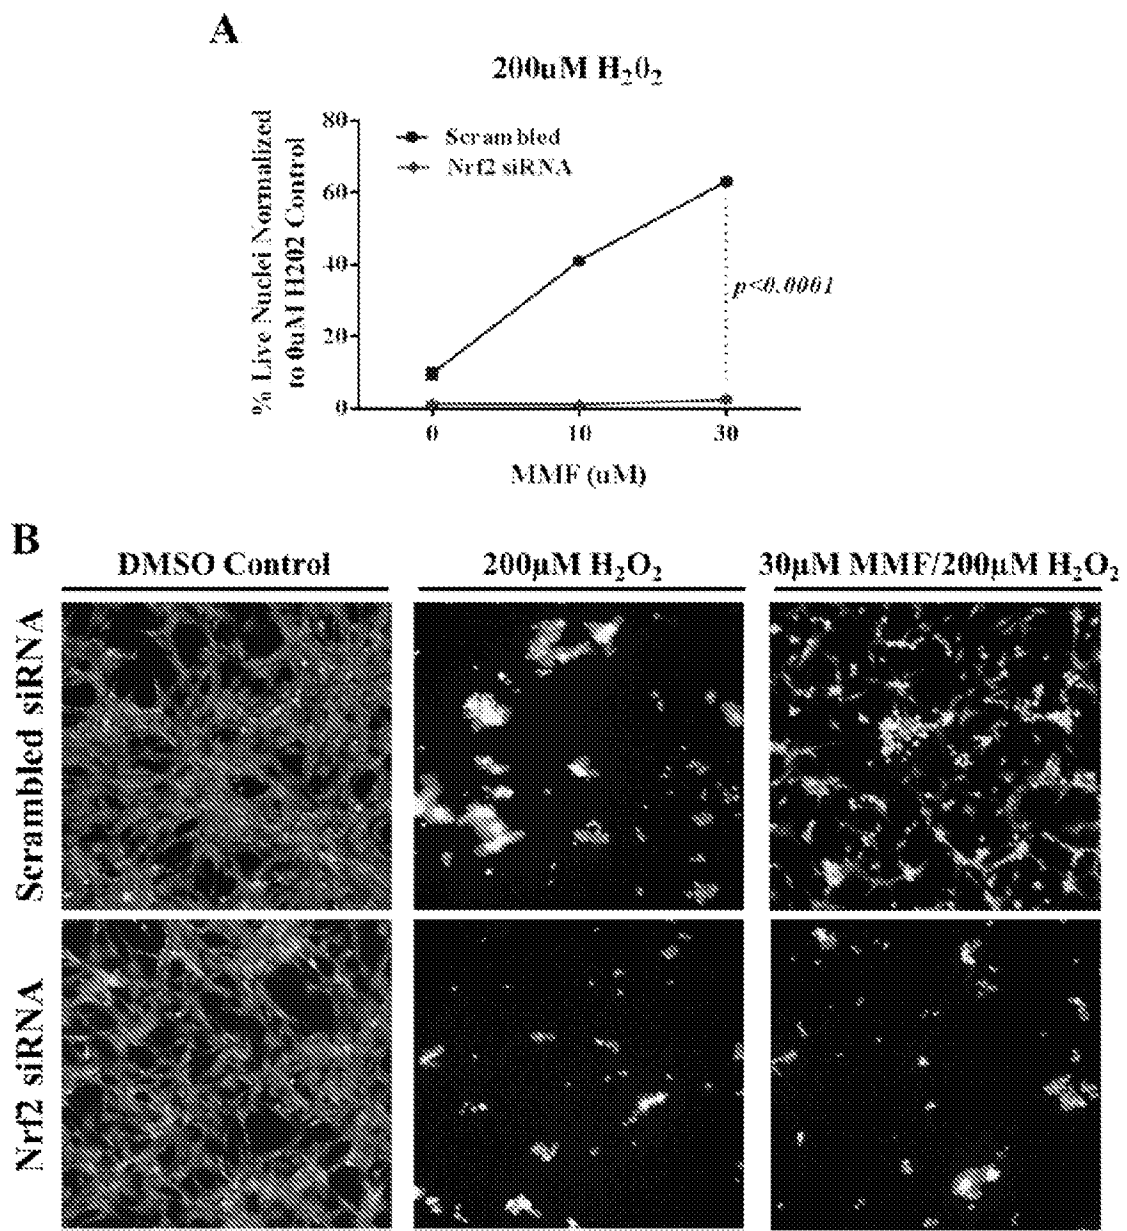 A
200uM H₂0₂
% Live Nuclei Normalized
to 0uM H202 Control
80
60
40
20
0
Scrambled
Nrf2 siRNA
p<0.0001
0
10
30
MMF (uM)
B
DMSO Control
200µM H₂O₂
30µM MMF/200µM H₂O₂
Scrambled siRNA
Nrf2 siRNA